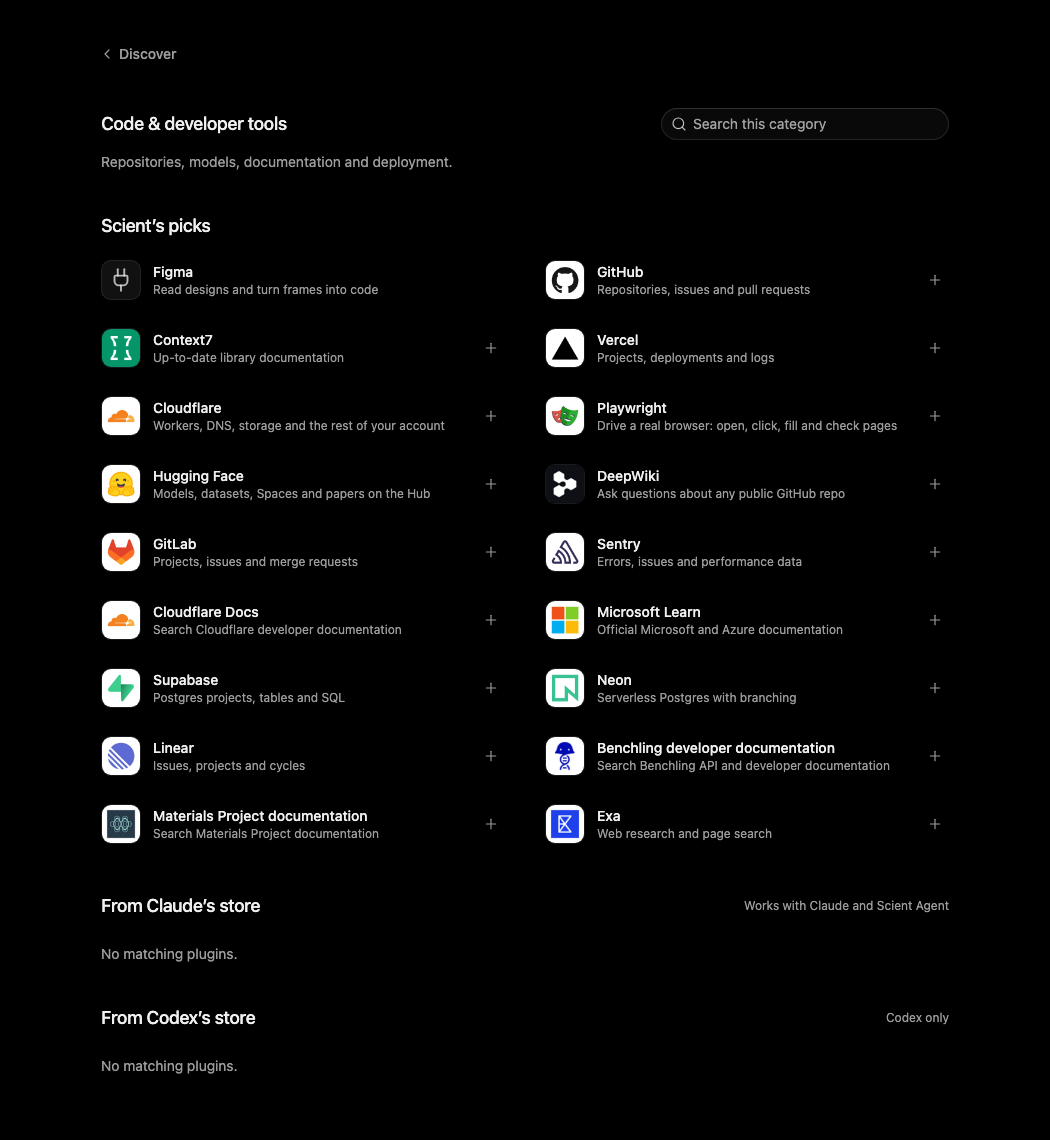 Discover
Code & developer tools
Search this category
Repositories, models, documentation and deployment.
Scient's picks
Figma
Read designs and turn frames into code
GitHub
Repositories, issues and pull requests
Context7
Up-to-date library documentation
Vercel
Projects, deployments and logs
Cloudflare
Workers, DNS, storage and the rest of your account
Playwright
Drive a real browser: open, click, fill and check pages
Hugging Face
Models, datasets, Spaces and papers on the Hub
DeepWiki
Ask questions about any public GitHub repo
GitLab
Projects, issues and merge requests
Sentry
Errors, issues and performance data
Cloudflare Docs
Search Cloudflare developer documentation
Microsoft Learn
Official Microsoft and Azure documentation
Supabase
Postgres projects, tables and SQL
Neon
Serverless Postgres with branching
Linear
Issues, projects and cycles
Benchling developer documentation
Search Benchling API and developer documentation
Materials Project documentation
Search Materials Project documentation
Exa
Web research and page search
From Claude's store
Works with Claude and Scient Agent
No matching plugins.
From Codex's store
Codex only
No matching plugins.